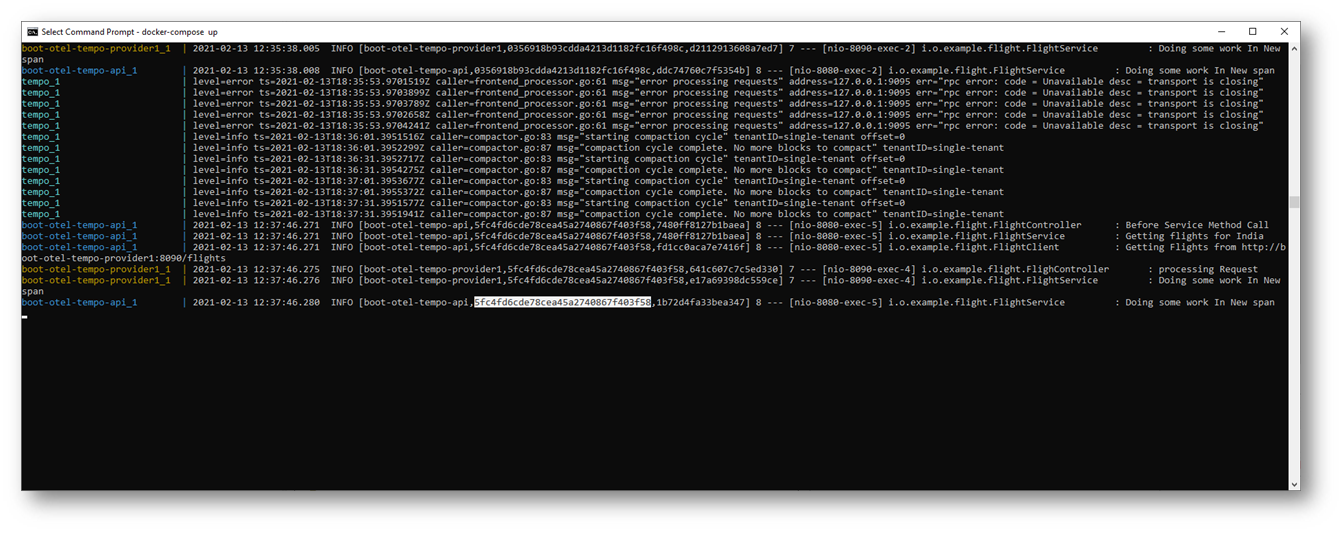 Select Command Prompt - docker-compose up
boot-otel-tempo-provider1_1 | 2021-02-13 12:35:38.005 INFO [boot-otel-tempo-provider1,0356918b93cdda4213d1182fc16f498c,d2112913608a7ed7] 7 --- [nio-8090-exec-2] i.o.example.flight.FlightService : Doing some work In New
span
boot-otel-tempo-api_1 | 2021-02-13 12:35:38.008 INFO [boot-otel-tempo-api,0356918b93cdda4213d1182fc16f498c,ddc74760c7f5354b] 8 --- [nio-8080-exec-2] i.o.example.flight.FlightService : Doing some work In New span
tempo_1 | level=error ts=2021-02-13T18:35:53.9701519Z caller=frontend_processor.go:61 msg="error processing requests" address=127.0.0.1:9095 err="rpc error: code = Unavailable desc = transport is closing"
tempo_1 | level=error ts=2021-02-13T18:35:53.9703899Z caller=frontend_processor.go:61 msg="error processing requests" address=127.0.0.1:9095 err="rpc error: code = Unavailable desc = transport is closing"
tempo_1 | level=error ts=2021-02-13T18:35:53.9703789Z caller=frontend_processor.go:61 msg="error processing requests" address=127.0.0.1:9095 err="rpc error: code = Unavailable desc = transport is closing"
tempo_1 | level=error ts=2021-02-13T18:35:53.9702658Z caller=frontend_processor.go:61 msg="error processing requests" address=127.0.0.1:9095 err="rpc error: code = Unavailable desc = transport is closing"
tempo_1 | level=error ts=2021-02-13T18:35:53.9704241Z caller=frontend_processor.go:61 msg="error processing requests" address=127.0.0.1:9095 err="rpc error: code = Unavailable desc = transport is closing"
tempo_1 | level=info ts=2021-02-13T18:36:01.3951516Z caller=compactor.go:83 msg="starting compaction cycle" tenantID=single-tenant offset=0
tempo_1 | level=info ts=2021-02-13T18:36:01.3952299Z caller=compactor.go:87 msg="compaction cycle complete. No more blocks to compact" tenantID=single-tenant
tempo_1 | level=info ts=2021-02-13T18:36:31.3952717Z caller=compactor.go:83 msg="starting compaction cycle" tenantID=single-tenant offset=0
tempo_1 | level=info ts=2021-02-13T18:36:31.3954275Z caller=compactor.go:87 msg="compaction cycle complete. No more blocks to compact" tenantID=single-tenant
tempo_1 | level=info ts=2021-02-13T18:37:01.3953677Z caller=compactor.go:83 msg="starting compaction cycle" tenantID=single-tenant offset=0
tempo_1 | level=info ts=2021-02-13T18:37:01.3955372Z caller=compactor.go:87 msg="compaction cycle complete. No more blocks to compact" tenantID=single-tenant
tempo_1 | level=info ts=2021-02-13T18:37:31.3951577Z caller=compactor.go:83 msg="starting compaction cycle" tenantID=single-tenant offset=0
tempo_1 | level=info ts=2021-02-13T18:37:31.3951941Z caller=compactor.go:87 msg="compaction cycle complete. No more blocks to compact" tenantID=single-tenant
boot-otel-tempo-api_1 | 2021-02-13 12:37:46.271 INFO [boot-otel-tempo-api,5fc4fd6cde78cea45a2740867f403f58,7480ff8127b1baea] 8 --- [nio-8080-exec-5] i.o.example.flight.FlightController : Before Service Method Call
boot-otel-tempo-api_1 | 2021-02-13 12:37:46.271 INFO [boot-otel-tempo-api,5fc4fd6cde78cea45a2740867f403f58,7480ff8127b1baea] 8 --- [nio-8080-exec-5] i.o.example.flight.FlightService : Getting flights for India
boot-otel-tempo-api_1 | 2021-02-13 12:37:46.271 INFO [boot-otel-tempo-api,5fc4fd6cde78cea45a2740867f403f58,fd1cc0aca7e7416f] 8 --- [nio-8080-exec-5] i.o.example.flight.FlightClient : Getting Flights from http://b
oot-otel-tempo-provider1:8090/flights
boot-otel-tempo-provider1_1 | 2021-02-13 12:37:46.275 INFO [boot-otel-tempo-provider1,5fc4fd6cde78cea45a2740867f403f58,641c607c7c5ed330] 7 --- [nio-8090-exec-4] i.o.example.flight.FlighController : processing Request
boot-otel-tempo-provider1_1 | 2021-02-13 12:37:46.276 INFO [boot-otel-tempo-provider1,5fc4fd6cde78cea45a2740867f403f58,e17a69398dc559ce] 7 --- [nio-8090-exec-4] i.o.example.flight.FlightService : Doing some work In New
span
boot-otel-tempo-api_1 | 2021-02-13 12:37:46.280 INFO [boot-otel-tempo-api,5fc4fd6cde78cea45a2740867f403f58,1b72d4fa33bea347] 8 --- [nio-8080-exec-5] i.o.example.flight.FlightService : Doing some work In New span